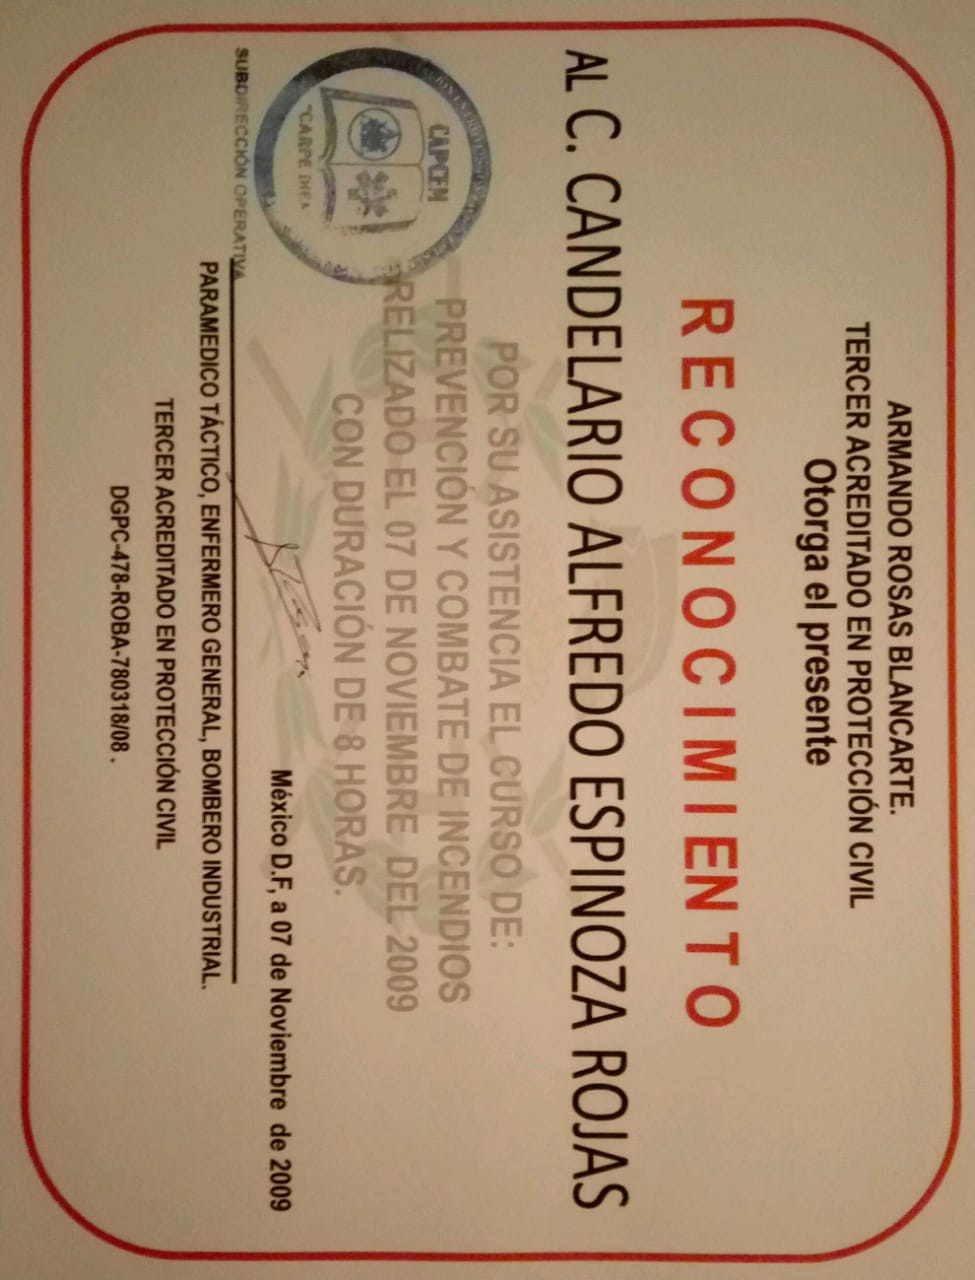 ARMANDO ROSAS BLANCARTE.
TERCER ACREDITADO EN PROTECCIÓN CIVIL
Otorga el presente
RECONOCIMIENTO
AL C. CANDELARIO ALFREDO ESPINOZA ROJAS
POR SU ASISTENCIA EL CURSO DE:
PREVENCIÓN Y COMBATE DE INCENDIOS
RELIZADO EL 07 DE NOVIEMBRE DEL 2009
CON DURACIÓN DE 8 HORAS.
CAPCEM
"CARPE DIEM
SUBDIRECCIÓN OPERATIVA
México D.F, a 07 de Noviembre de 2009
PARAMEDICO TÁCTICO, ENFERMERO GENERAL, BOMBERO INDUSTRIAL.
TERCER ACREDITADO EN PROTECCIÓN CIVIL
DGPC-478-ROBA-780318/08 .